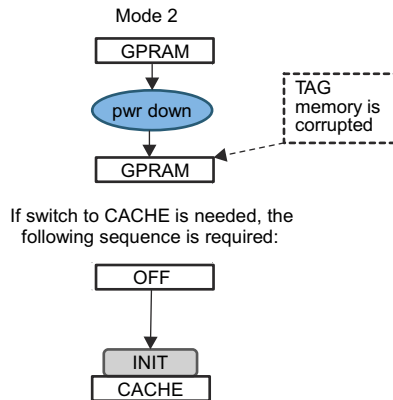 Mode 2
GPRAM
pwr down
TAG
memory is
corrupted
GPRAM
If switch to CACHE is needed, the
following sequence is required:
OFF
INIT
CACHE